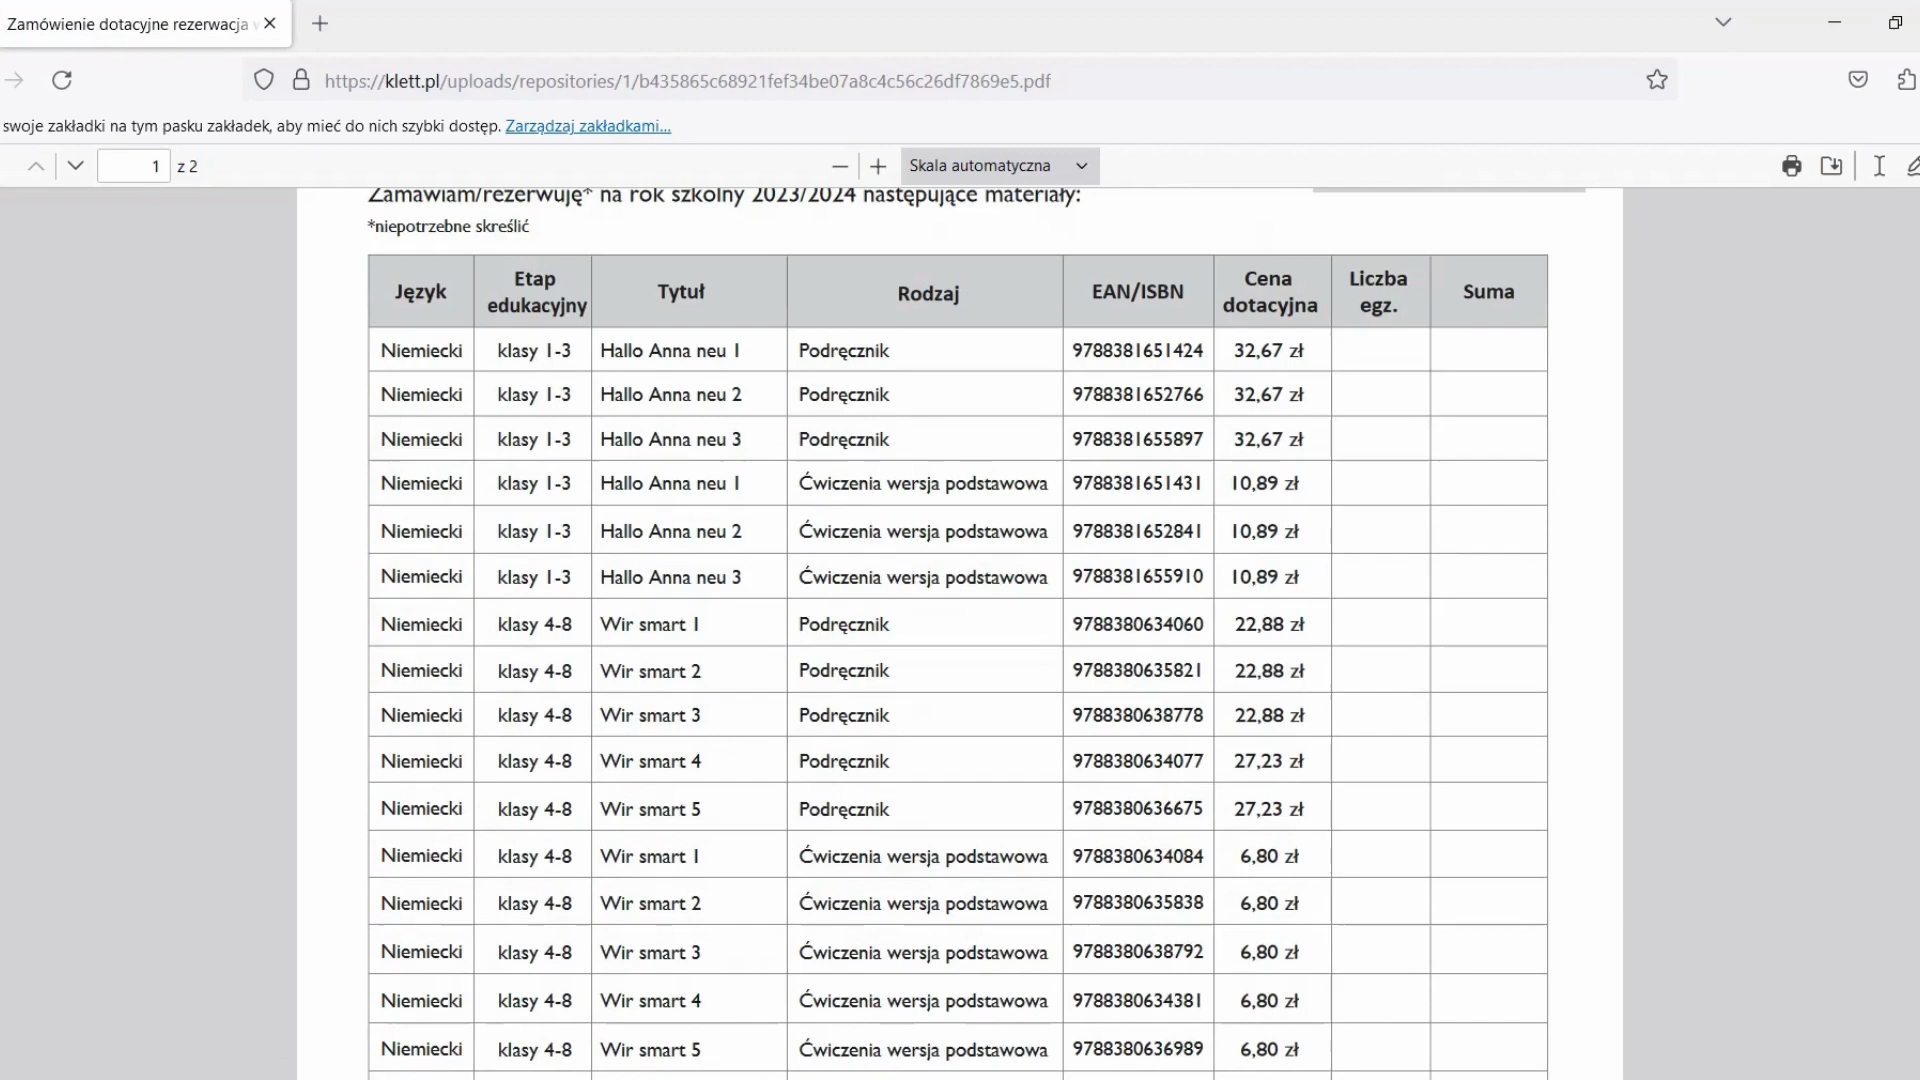 Zamówienie dotacyjne rezerwacja
https://klett.pl/uploads/repositories/1/b435865c68921fef34be07a8c4c56c26df7869e5.pdf
swoje zakładki na tym pasku zakładek, aby mieć do nich szybki dostęp. Zarządzaj zakładkami...
1 z 2 Skala automatyczna
Zamawiam/rezerwuję* na rok szkolny 2023/2024 następujące materiały:
*niepotrzebne skreślić
Język Etap edukacyjny Tytuł Rodzaj EAN/ISBN Cena dotacyjna Liczba egz. Suma
Niemiecki klasy 1-3 Hallo Anna neu 1 Podręcznik 9788381651424 32,67 zł
Niemiecki klasy 1-3 Hallo Anna neu 2 Podręcznik 9788381652766 32,67 zł
Niemiecki klasy 1-3 Hallo Anna neu 3 Podręcznik 9788381655897 32,67 zł
Niemiecki klasy 1-3 Hallo Anna neu 1 Ćwiczenia wersja podstawowa 9788381651431 10,89 zł
Niemiecki klasy 1-3 Hallo Anna neu 2 Ćwiczenia wersja podstawowa 9788381652841 10,89 zł
Niemiecki klasy 1-3 Hallo Anna neu 3 Ćwiczenia wersja podstawowa 9788381655910 10,89 zł
Niemiecki klasy 4-8 Wir smart 1 Podręcznik 9788380634060 22,88 zł
Niemiecki klasy 4-8 Wir smart 2 Podręcznik 9788380635821 22,88 zł
Niemiecki klasy 4-8 Wir smart 3 Podręcznik 9788380638778 22,88 zł
Niemiecki klasy 4-8 Wir smart 4 Podręcznik 9788380634077 27,23 zł
Niemiecki klasy 4-8 Wir smart 5 Podręcznik 9788380636675 27,23 zł
Niemiecki klasy 4-8 Wir smart 1 Ćwiczenia wersja podstawowa 9788380634084 6,80 zł
Niemiecki klasy 4-8 Wir smart 2 Ćwiczenia wersja podstawowa 9788380635838 6,80 zł
Niemiecki klasy 4-8 Wir smart 3 Ćwiczenia wersja podstawowa 9788380638792 6,80 zł
Niemiecki klasy 4-8 Wir smart 4 Ćwiczenia wersja podstawowa 9788380634381 6,80 zł
Niemiecki klasy 4-8 Wir smart 5 Ćwiczenia wersja podstawowa 9788380636989 6,80 zł